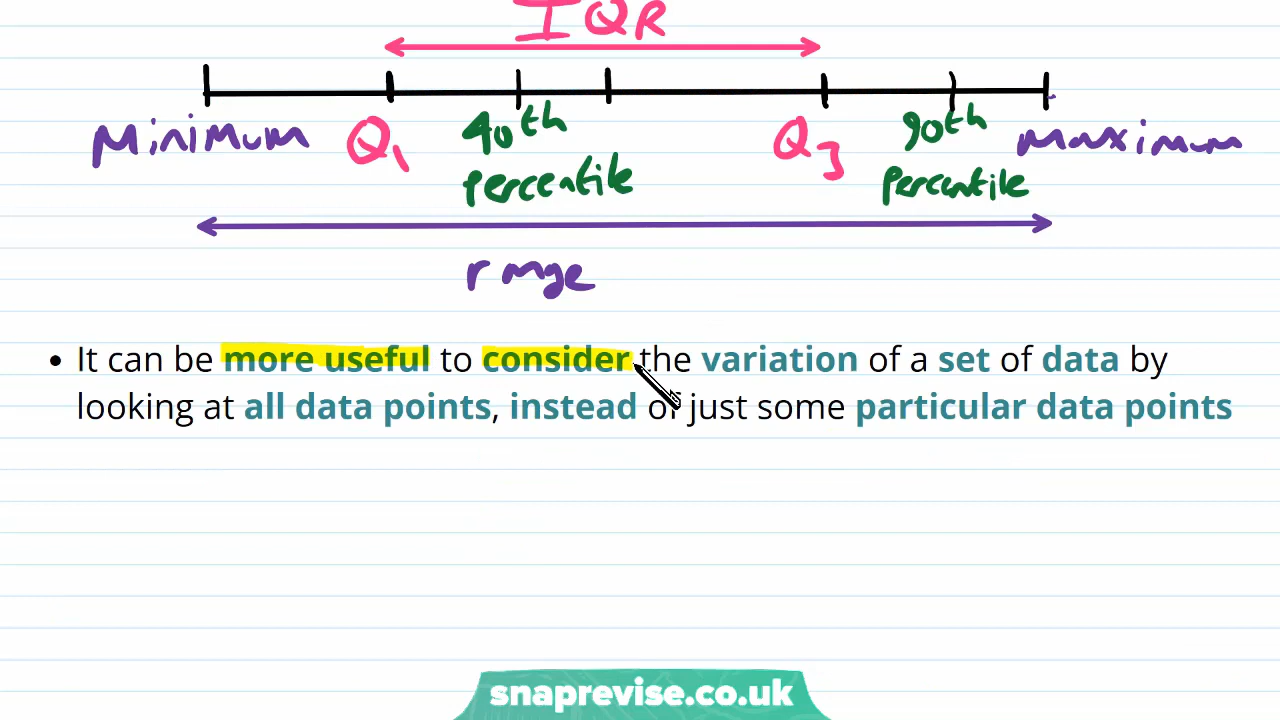 IQR
Minimum Q1 40th percentile Q3 90th percentile Maximum
range
• It can be more useful to consider the variation of a set of data by
looking at all data points, instead of just some particular data points
snaprevise.co.uk